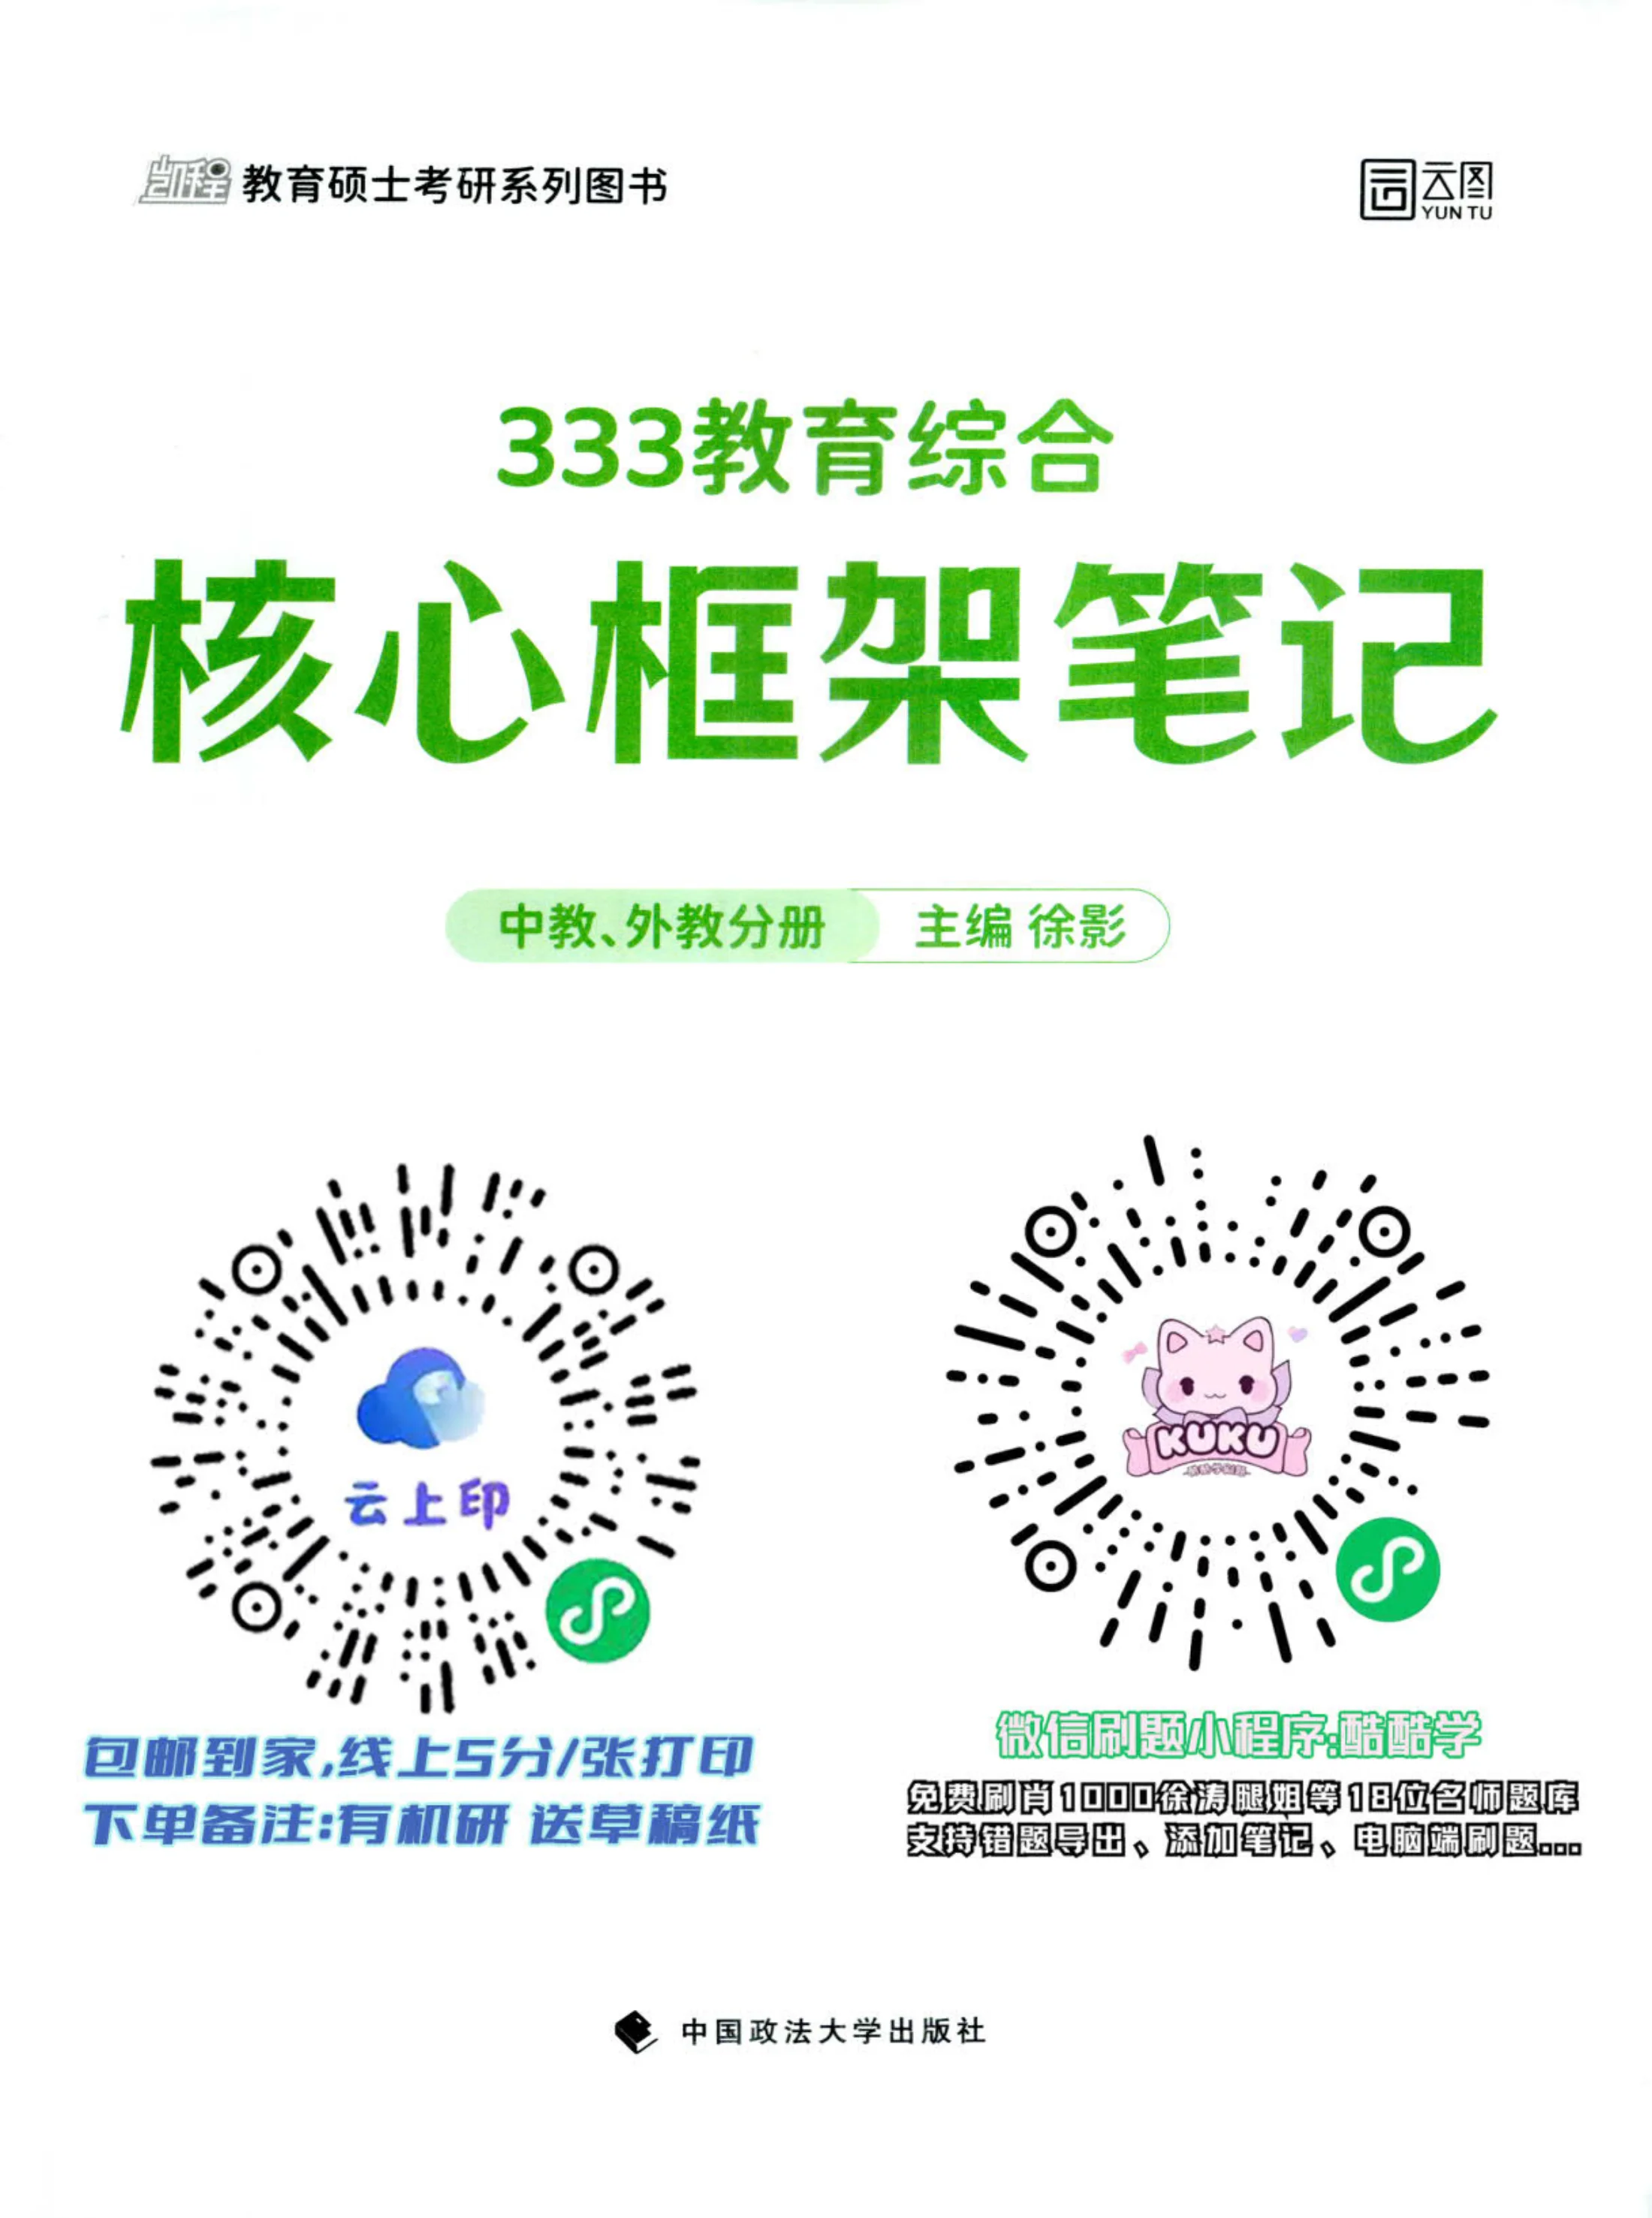 凯程 教育硕士考研系列图书
云图
YUN TU
333教育综合
核心框架笔记
中教、外教分册 主编 徐影
云上印
KUKU
包邮到家,线上5分/张打印
下单备注:有机研 送草稿纸
微信刷题小程序:酷酷学
免费刷肖1000徐涛腿姐等18位名师题库
支持错题导出、添加笔记、电脑端刷题...
中国政法大学出版社